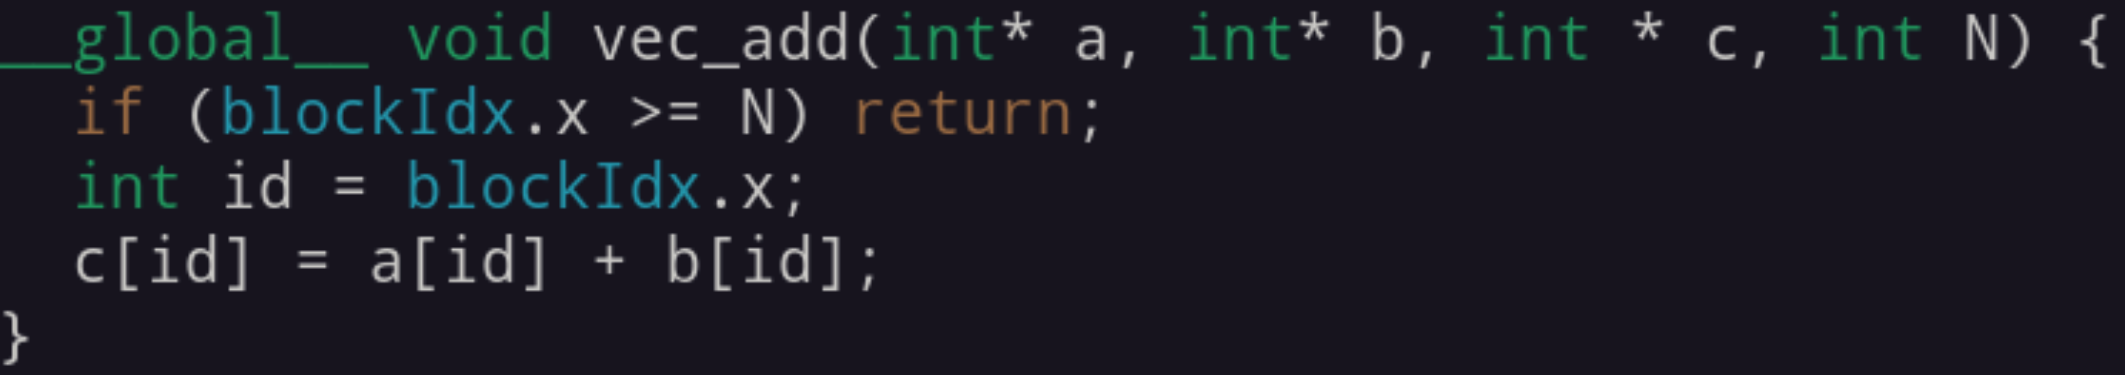 __global__ void vec_add(int* a, int* b, int * c, int N) {
  if (blockIdx.x >= N) return;
  int id = blockIdx.x;
  c[id] = a[id] + b[id];
}